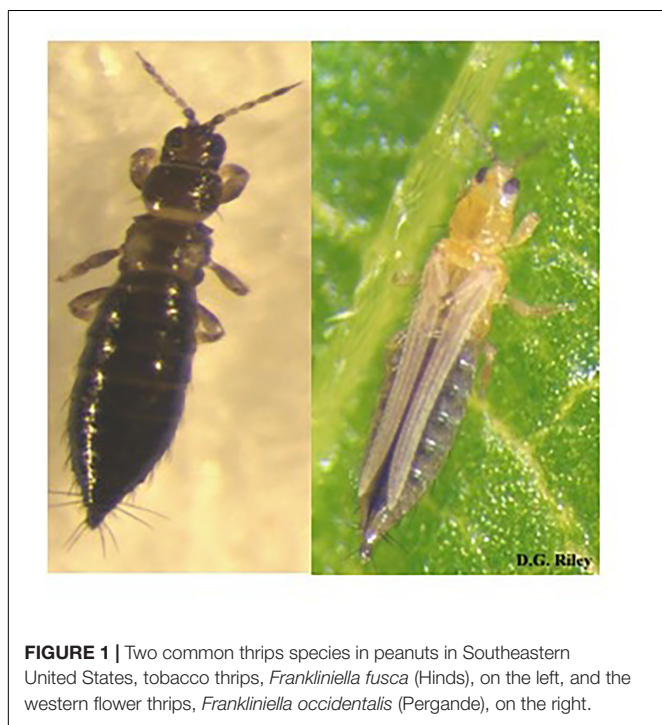 D.G. Riley
FIGURE 1 | Two common thrips species in peanuts in Southeastern
United States, tobacco thrips, Frankliniella fusca (Hinds), on the left, and the
western flower thrips, Frankliniella occidentalis (Pergande), on the right.